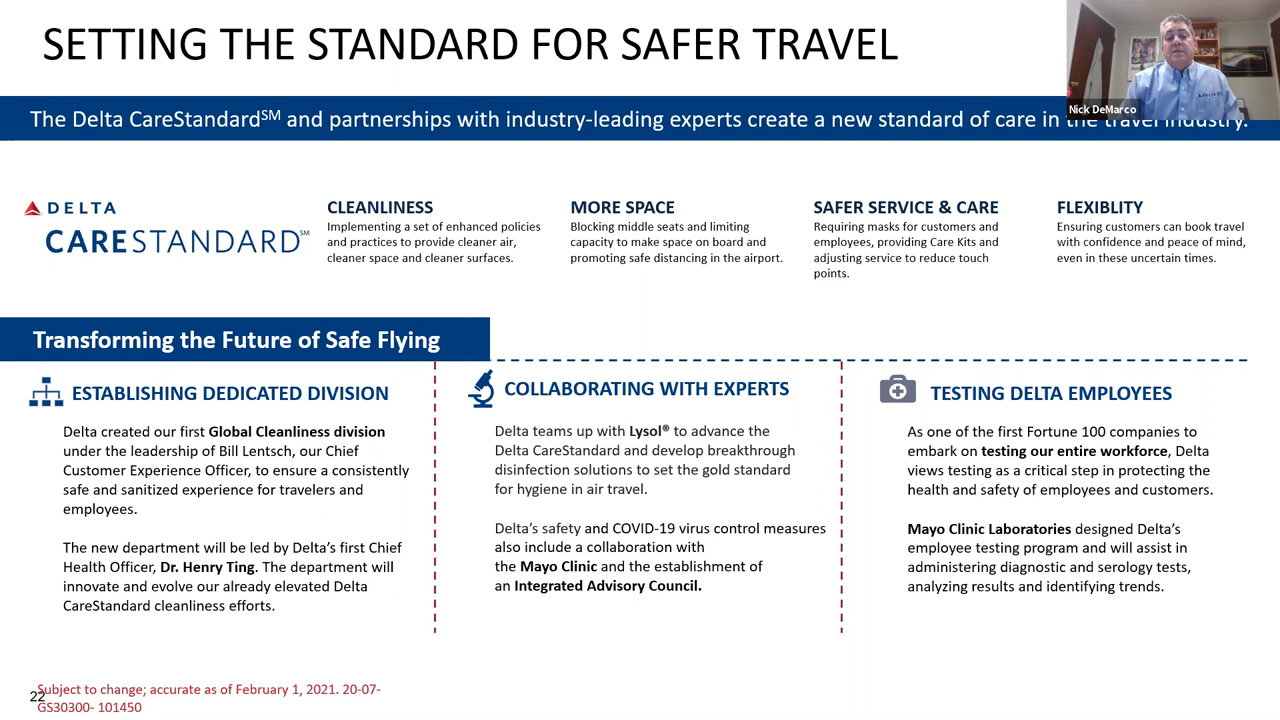 SETTING THE STANDARD FOR SAFER TRAVEL
Nick DeMarco
The Delta CareStandardSM and partnerships with industry-leading experts create a new standard of care in the travel industry.
DELTA
CARESTANDARD℠
CLEANLINESS
Implementing a set of enhanced policies
and practices to provide cleaner air,
cleaner space and cleaner surfaces.
MORE SPACE
Blocking middle seats and limiting
capacity to make space on board and
promoting safe distancing in the airport.
SAFER SERVICE & CARE
Requiring masks for customers and
employees, providing Care Kits and
adjusting service to reduce touch
points.
FLEXIBLITY
Ensuring customers can book travel
with confidence and peace of mind,
even in these uncertain times.
Transforming the Future of Safe Flying
ESTABLISHING DEDICATED DIVISION
Delta created our first Global Cleanliness division
under the leadership of Bill Lentsch, our Chief
Customer Experience Officer, to ensure a consistently
safe and sanitized experience for travelers and
employees.
The new department will be led by Delta's first Chief
Health Officer, Dr. Henry Ting. The department will
innovate and evolve our already elevated Delta
CareStandard cleanliness efforts.
COLLABORATING WITH EXPERTS
Delta teams up with Lysol® to advance the
Delta CareStandard and develop breakthrough
disinfection solutions to set the gold standard
for hygiene in air travel.
Delta's safety and COVID-19 virus control measures
also include a collaboration with
the Mayo Clinic and the establishment of
an Integrated Advisory Council.
TESTING DELTA EMPLOYEES
As one of the first Fortune 100 companies to
embark on testing our entire workforce, Delta
views testing as a critical step in protecting the
health and safety of employees and customers.
Mayo Clinic Laboratories designed Delta's
employee testing program and will assist in
administering diagnostic and serology tests,
analyzing results and identifying trends.
22
Subject to change; accurate as of February 1, 2021. 20-07-
GS30300- 101450